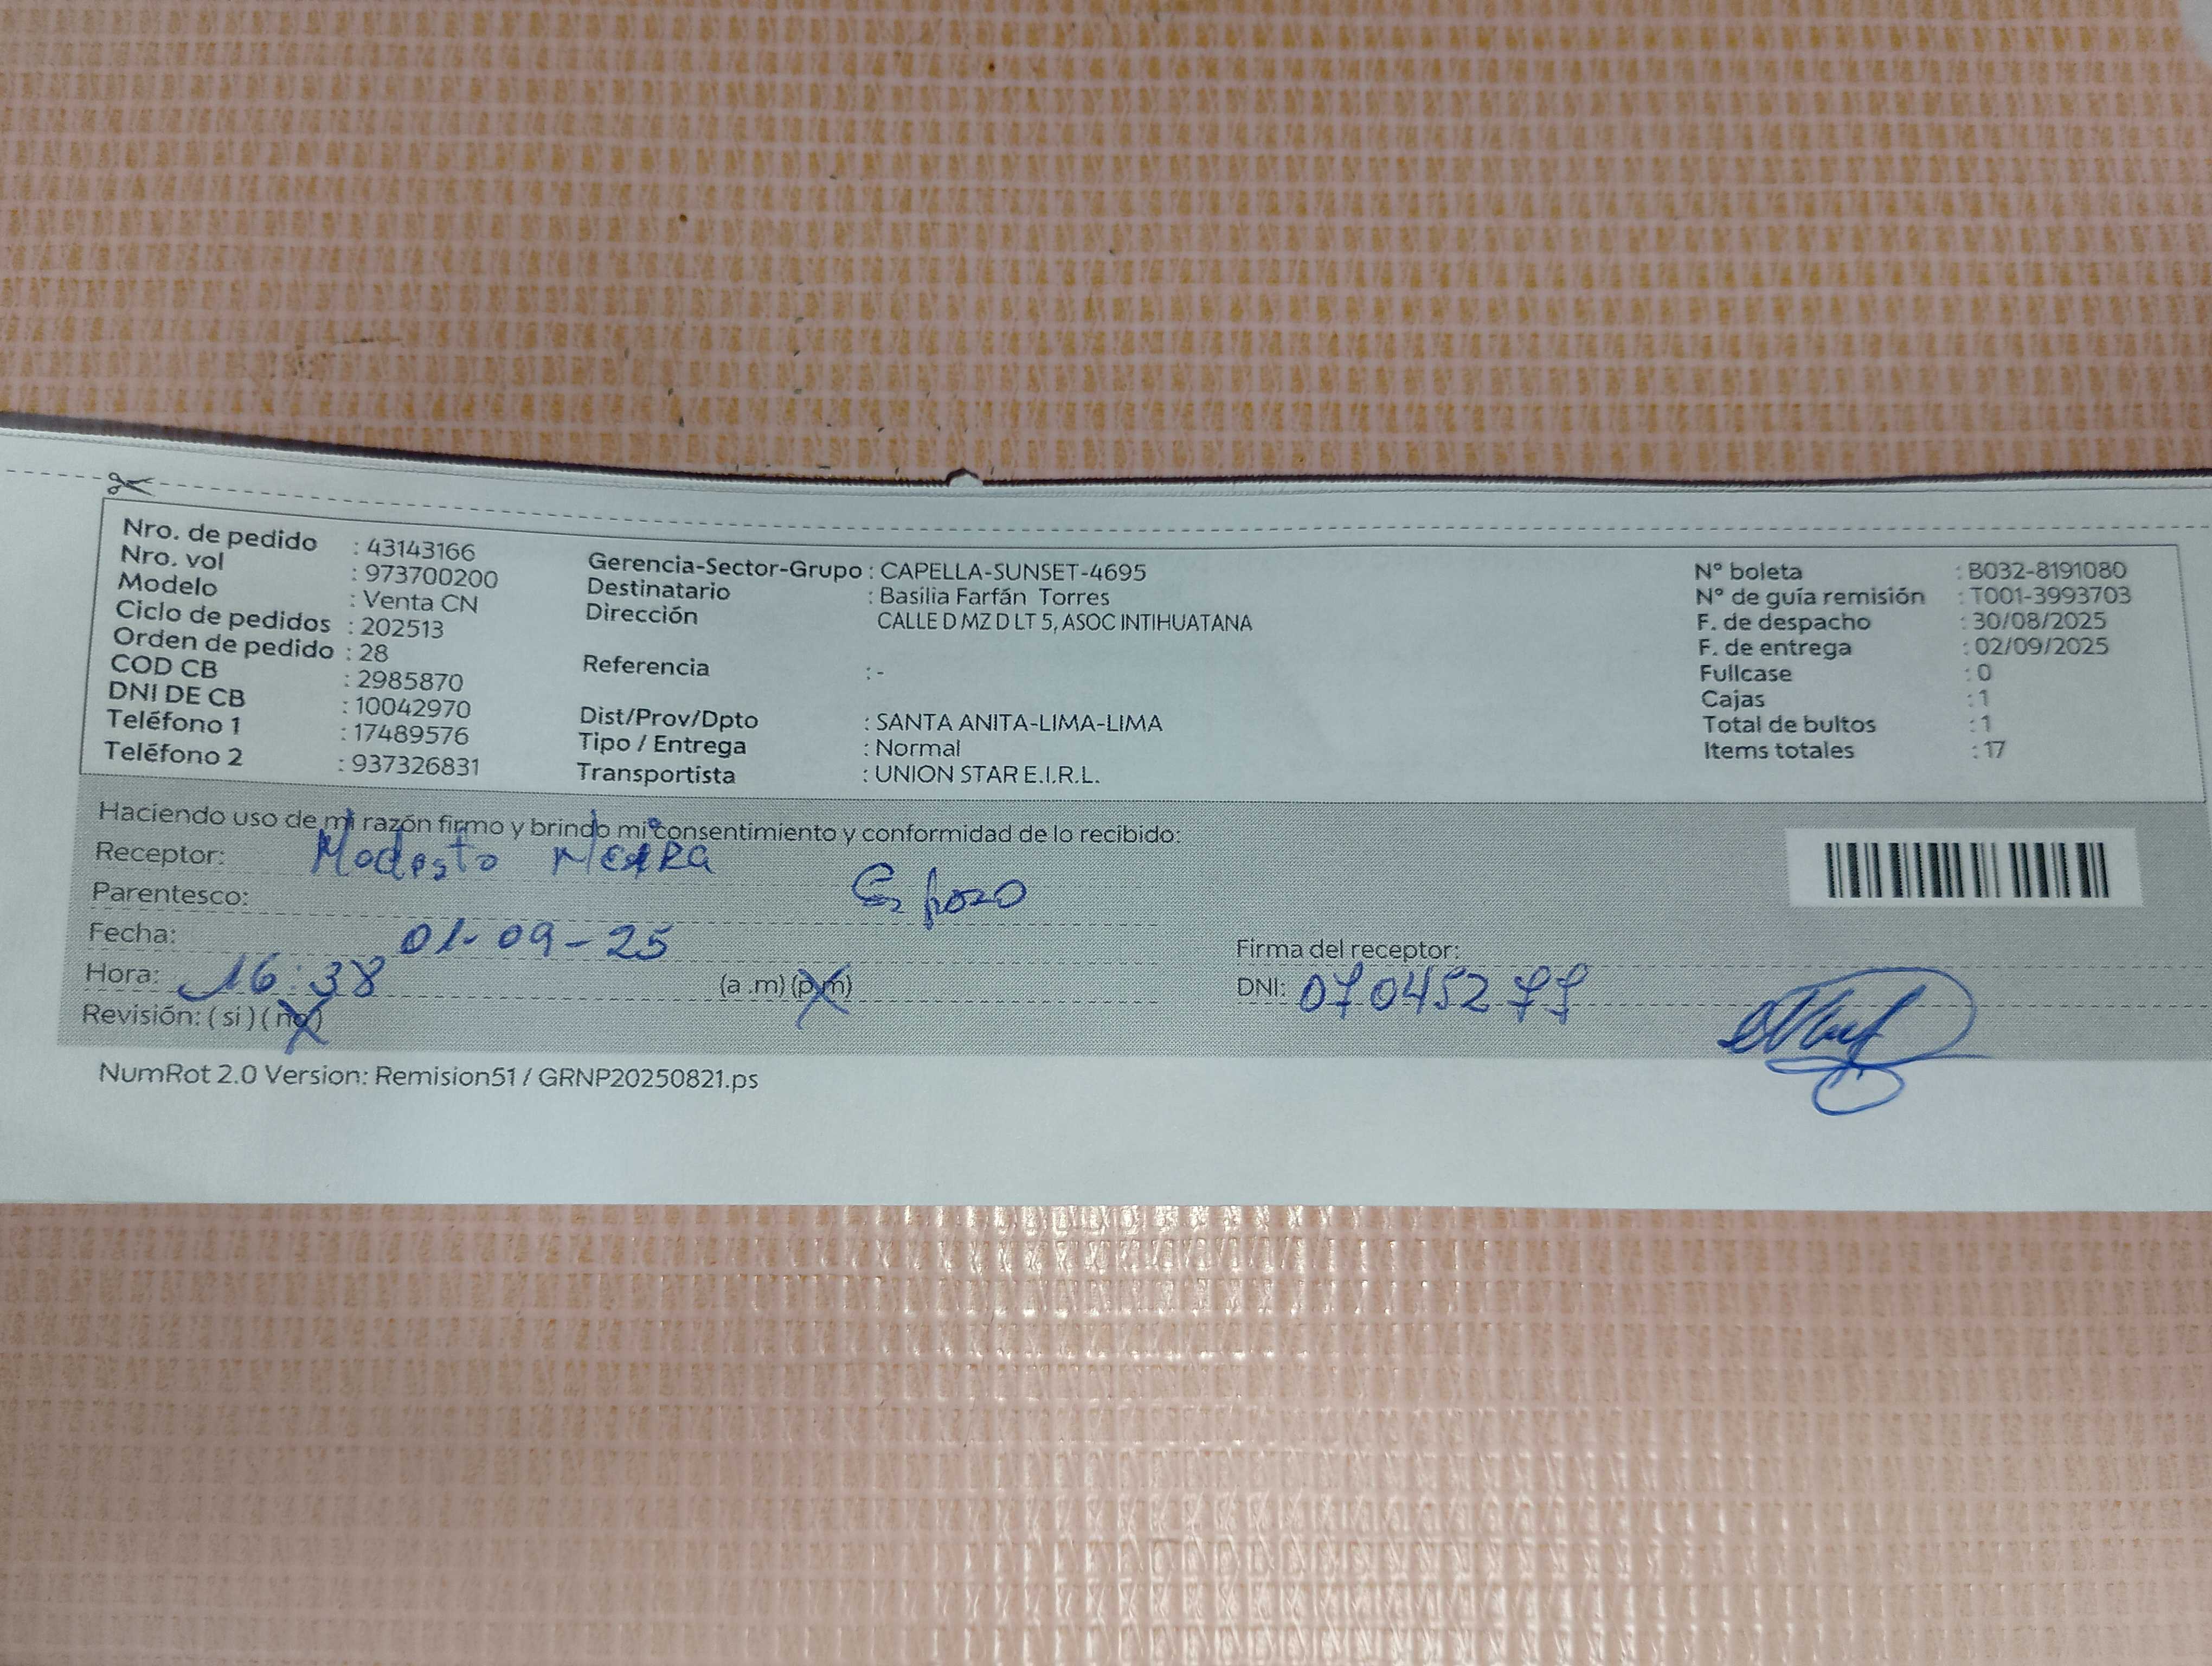 Nro. de pedido : 43143166
Nro. vol : 973700200
Modelo : Venta CN
Ciclo de pedidos : 202513
Orden de pedido : 28
COD CB : 2985870
DNI DE CB : 10042970
Teléfono 1 : 17489576
Teléfono 2 : 937326831
Gerencia-Sector-Grupo : CAPELLA-SUNSET-4695
Destinatario : Basilia Farfán Torres
Dirección CALLE D MZ D LT 5, ASOC INTIHUATANA
Referencia : -
Dist/Prov/Dpto : SANTA ANITA-LIMA-LIMA
Tipo / Entrega : Normal
Transportista : UNION STAR E.I.R.L.
N° boleta : B032-8191080
N° de guía remisión : T001-3993703
F. de despacho : 30/08/2025
F. de entrega : 02/09/2025
Fullcase : 0
Cajas : 1
Total de bultos : 1
Items totales : 17
Haciendo uso de mi razón firmo y brindo mi consentimiento y conformidad de lo recibido:
Receptor: Modesto
Parentesco: Espozo
Fecha: 01-09-25
Hora: 16:38 (a .m) (p.m)
Revisión: ( si ) ( no )
Firma del receptor:
DNI: 07045277
NumRot 2.0 Version: Remision51 / GRNP20250821.ps